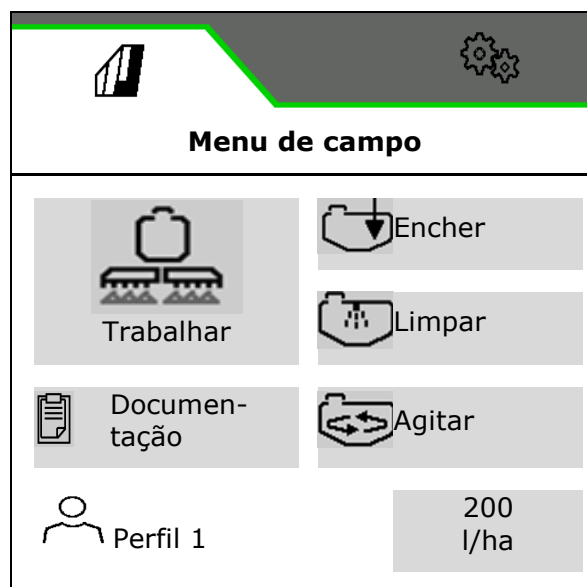 Menu de campo
Trabalhar
Encher
Limpar
Documen-
tação
Agitar
Perfil 1
200
l/ha